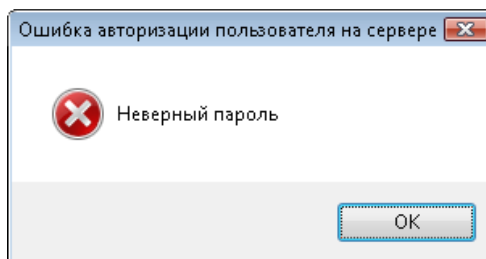 Ошибка авторизации пользователя на сервере
Неверный пароль
OK